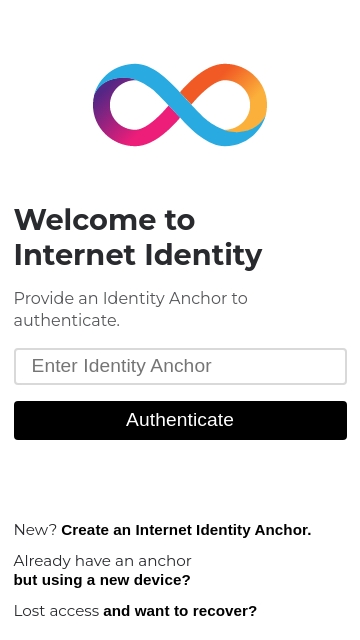 Welcome to
Internet Identity
Provide an Identity Anchor to
authenticate.
Enter Identity Anchor
Authenticate
New? Create an Internet Identity Anchor.
Already have an anchor
but using a new device?
Lost access and want to recover?